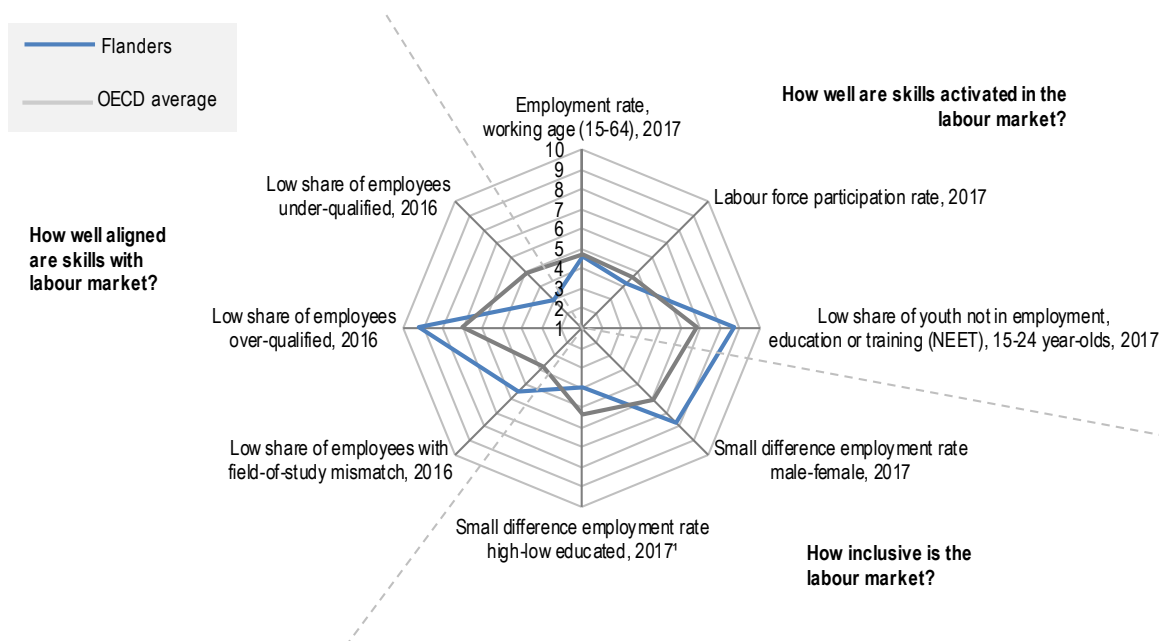 Flanders
OECD average
How well are skills activated in the
labour market?
Employment rate,
working age (15-64), 2017
10
9
8
7
6
5
4
3
2
1
Labour force participation rate, 2017
Low share of youth not in employment,
education or training (NEET), 15-24 year-olds, 2017
Small difference employment rate
male-female, 2017
How inclusive is the
labour market?
Small difference employment rate
high-low educated, 2017¹
Low share of employees with
field-of-study mismatch, 2016
Low share of employees
over-qualified, 2016
Low share of employees
under-qualified, 2016
How well aligned
are skills with
labour market?